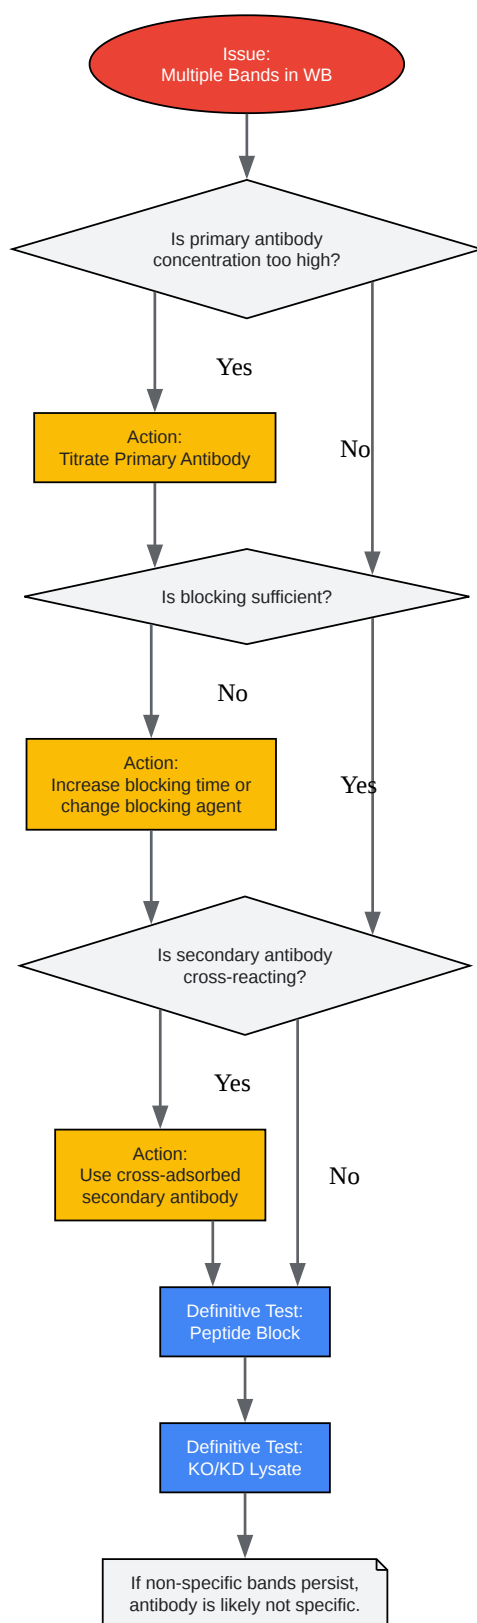 Issue:
Multiple Bands in WB
Is primary antibody
concentration too high?
Yes
Action:
Titrate Primary Antibody
No
Is blocking sufficient?
No
Action:
Increase blocking time or
change blocking agent
Yes
Is secondary antibody
cross-reacting?
Yes
Action:
Use cross-adsorbed
secondary antibody
No
Definitive Test:
Peptide Block
Definitive Test:
KO/KD Lysate
If non-specific bands persist,
antibody is likely not specific.